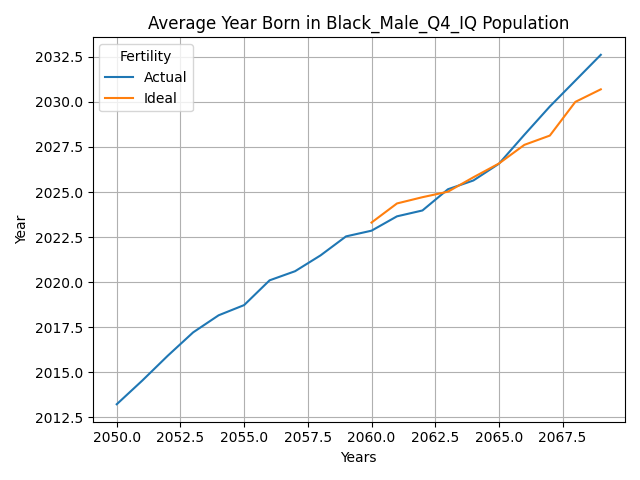 Average Year Born in Black_Male_Q4_IQ Population
Fertility
Actual
Ideal
2032.5
2030.0
2027.5
2025.0
2022.5
2020.0
2017.5
2015.0
2012.5
Year
2050.0 2052.5 2055.0 2057.5 2060.0 2062.5 2065.0 2067.5
Years